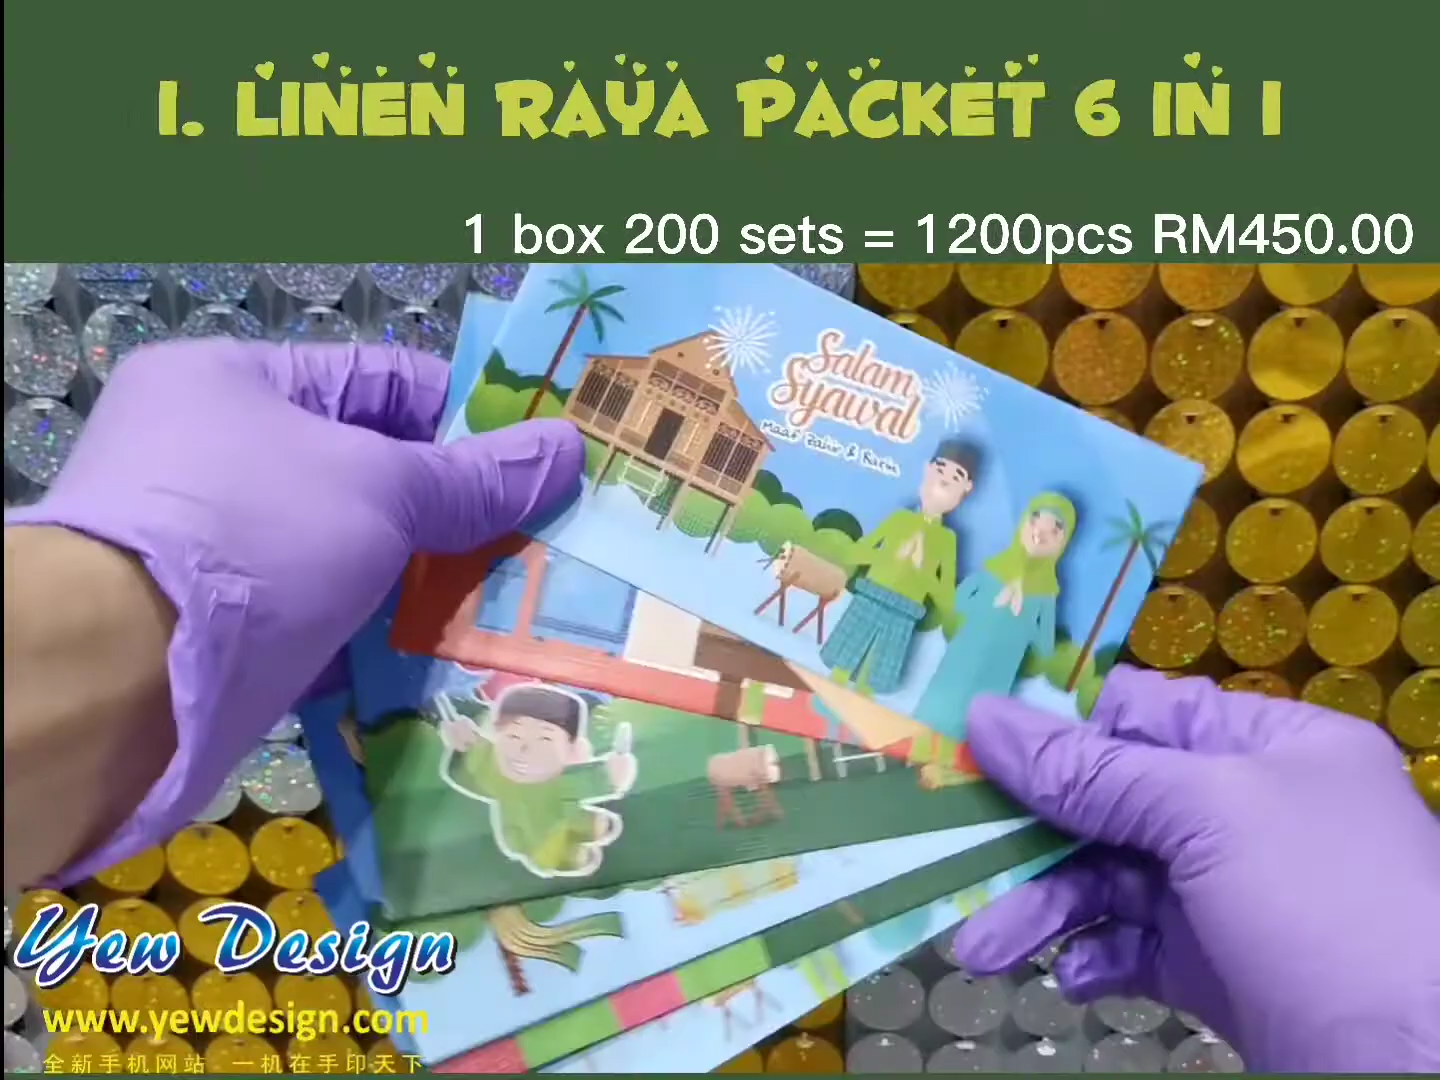 1. LINEN RAYA PACKET 6 IN 1
1 box 200 sets = 1200pcs RM450.00
Salam
Syawal
Maaf Zahir & Batin
Yew Design
www.yewdesign.com
全新手机网站 一机在手印天下